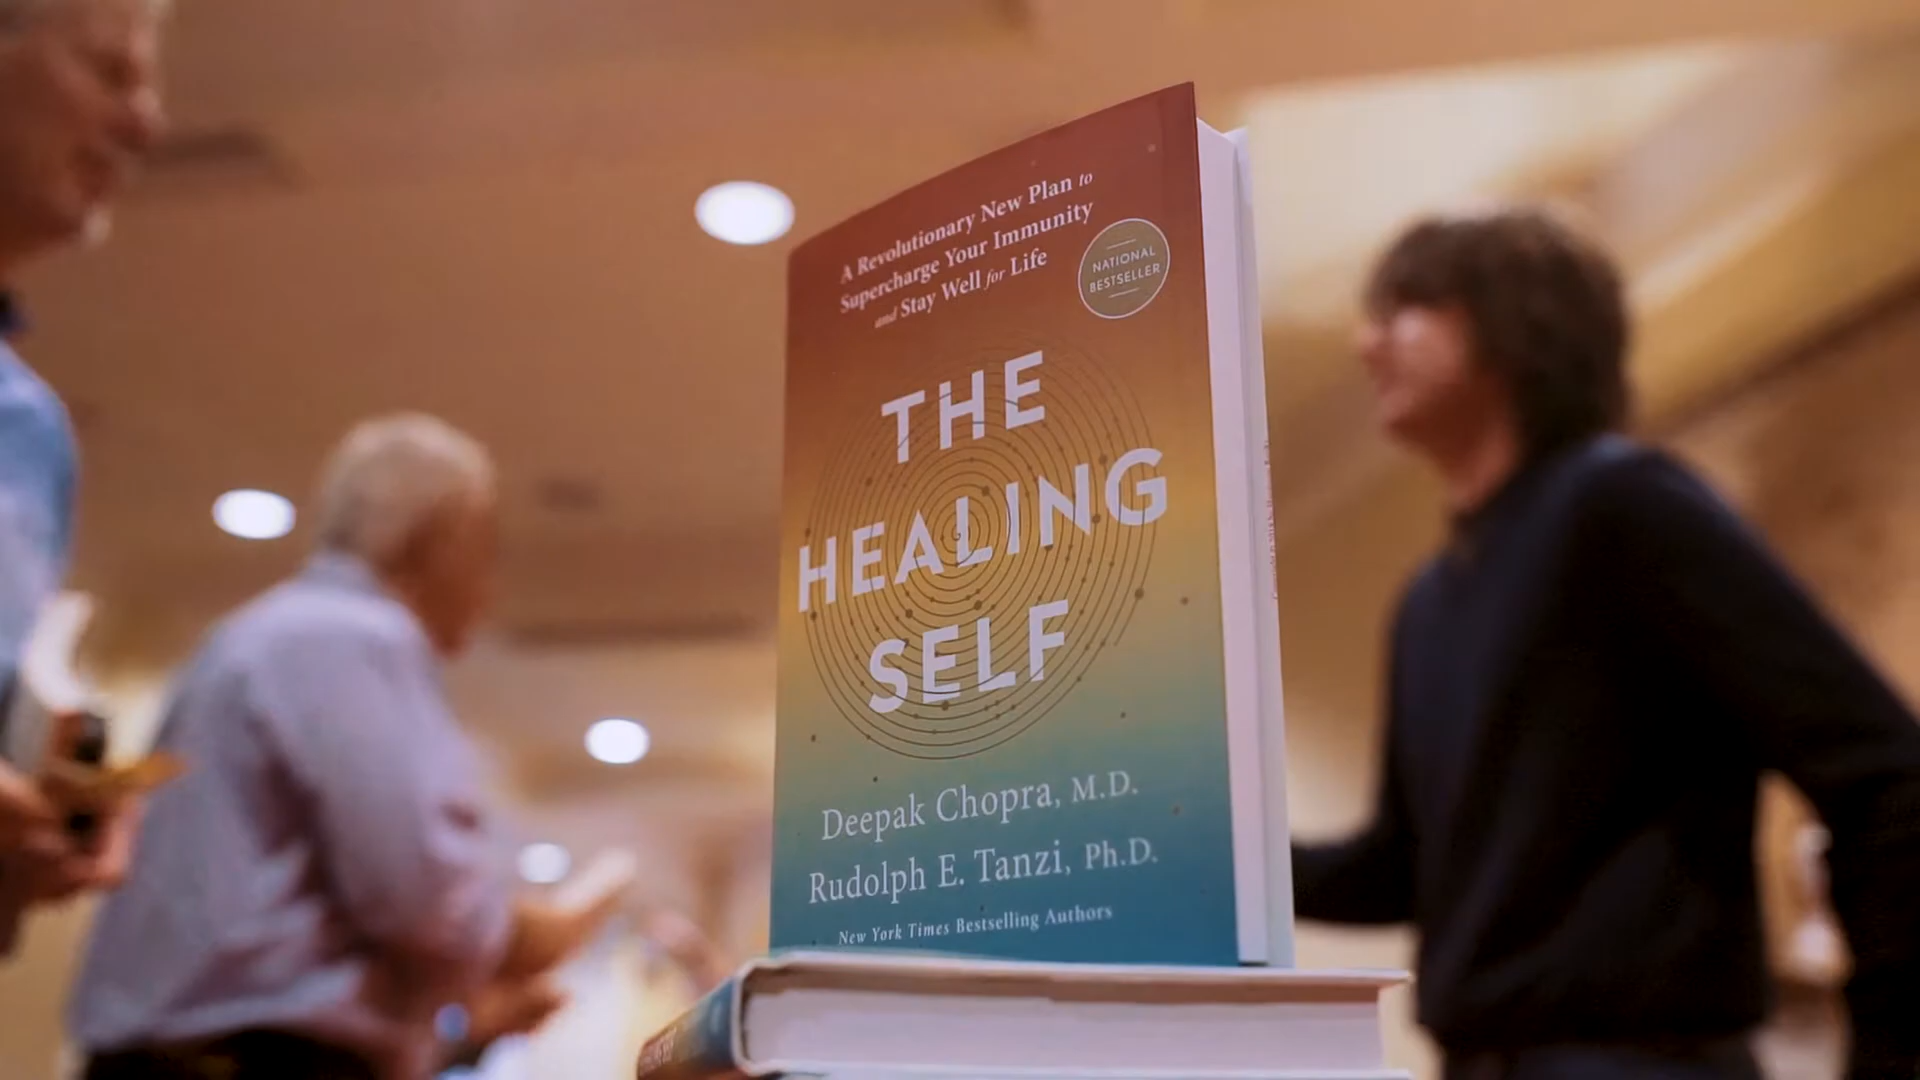 A Revolutionary New Plan to
Supercharge Your Immunity
and Stay Well for Life
NATIONAL
BESTSELLER
THE
HEALING
SELF
Deepak Chopra, M.D.
Rudolph E. Tanzi, Ph.D.
New York Times Bestselling Authors